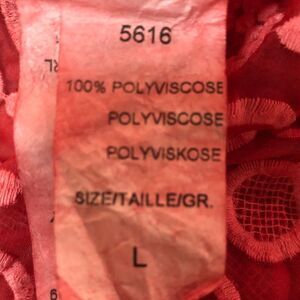 5616
100% POLYVISCOSE
POLYVISCOSE
POLYVISKOSE
SIZE/TAILLE/GR.
L